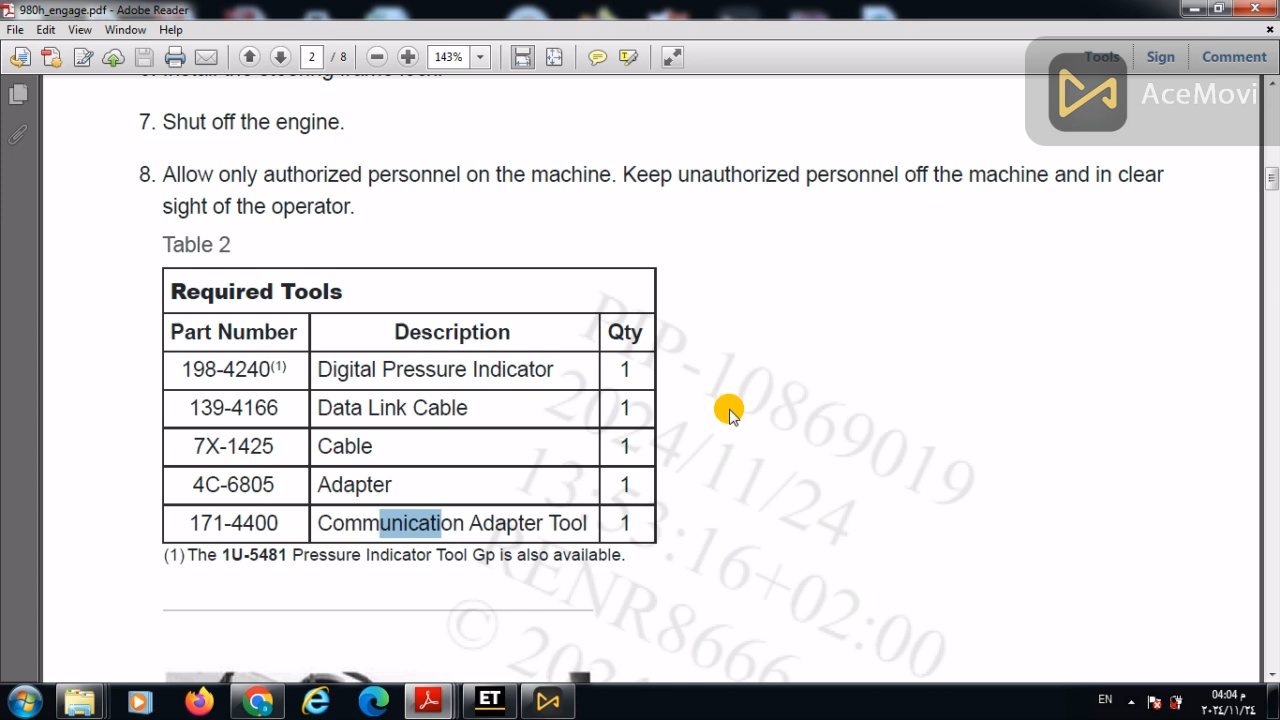 980h_engage.pdf - Adobe Reader
File Edit View Window Help
2 / 8 143% Tools Sign Comment
AceMovi
7. Shut off the engine.
8. Allow only authorized personnel on the machine. Keep unauthorized personnel off the machine and in clear
sight of the operator.
Table 2
Required Tools
Part Number Description Qty
198-4240(1) Digital Pressure Indicator 1
139-4166 Data Link Cable 1
7X-1425 Cable 1
4C-6805 Adapter 1
171-4400 Communication Adapter Tool 1
(1) The 1U-5481 Pressure Indicator Tool Gp is also available.
PIP-10869019
2024/11/24
13:53:16+02:00
RENR8666
© 202
ET
EN
04:04 م
٢٠٢٤/١١/٢٤